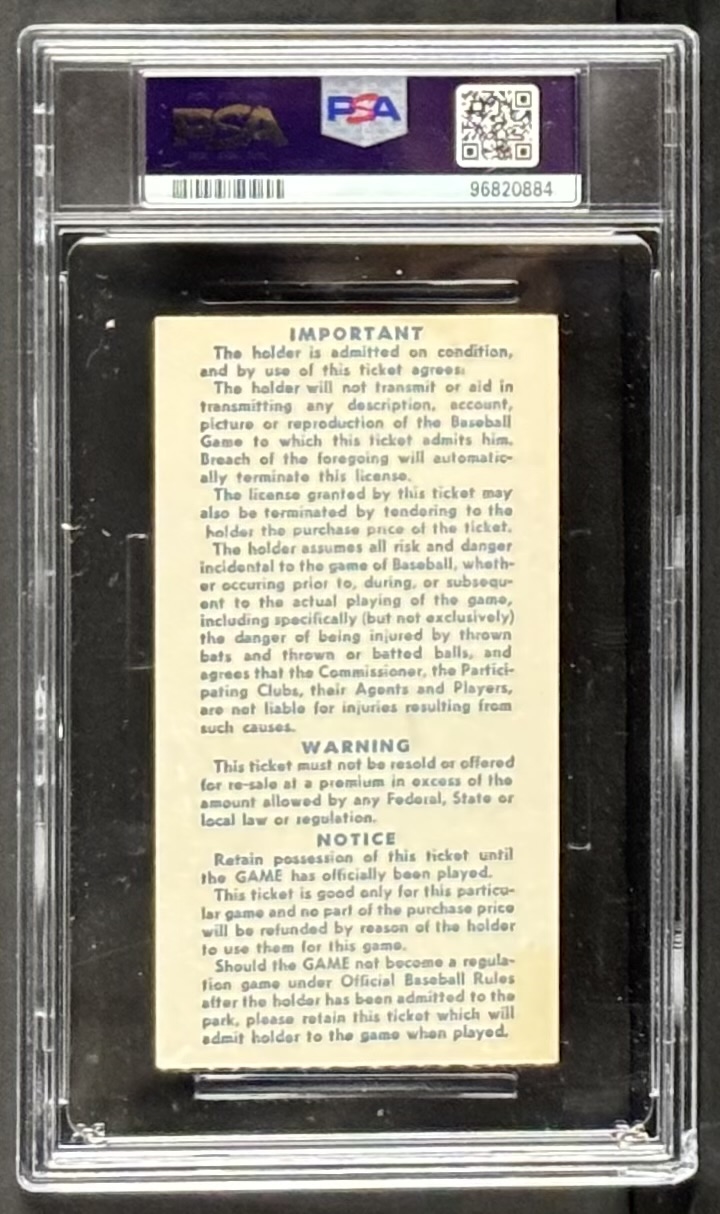 PSA
PSA
96820884
IMPORTANT
The holder is admitted on condition,
and by use of this ticket agrees:
The holder will not transmit or aid in
transmitting any description, account,
picture or reproduction of the Baseball
Game to which this ticket admits him.
Breach of the foregoing will automatic-
ally terminate this license.
The license granted by this ticket may
also be terminated by tendering to the
holder the purchase price of the ticket.
The holder assumes all risk and danger
incidental to the game of Baseball, wheth-
er occuring prior to, during, or subsequ-
ent to the actual playing of the game,
including specifically (but not exclusively)
the danger of being injured by thrown
bats and thrown or batted balls, and
agrees that the Commissioner, the Partici-
pating Clubs, their Agents and Players,
are not liable for injuries resulting from
such causes.
WARNING
This ticket must not be resold or offered
for re-sale at a premium in excess of the
amount allowed by any Federal, State or
local law or regulation.
NOTICE
Retain possession of this ticket until
the GAME has officially been played.
This ticket is good only for this particu-
lar game and no part of the purchase price
will be refunded by reason of the holder
to use them for this game.
Should the GAME not become a regula-
tion game under Official Baseball Rules
after the holder has been admitted to the
park, please retain this ticket which will
admit holder to the game when played.